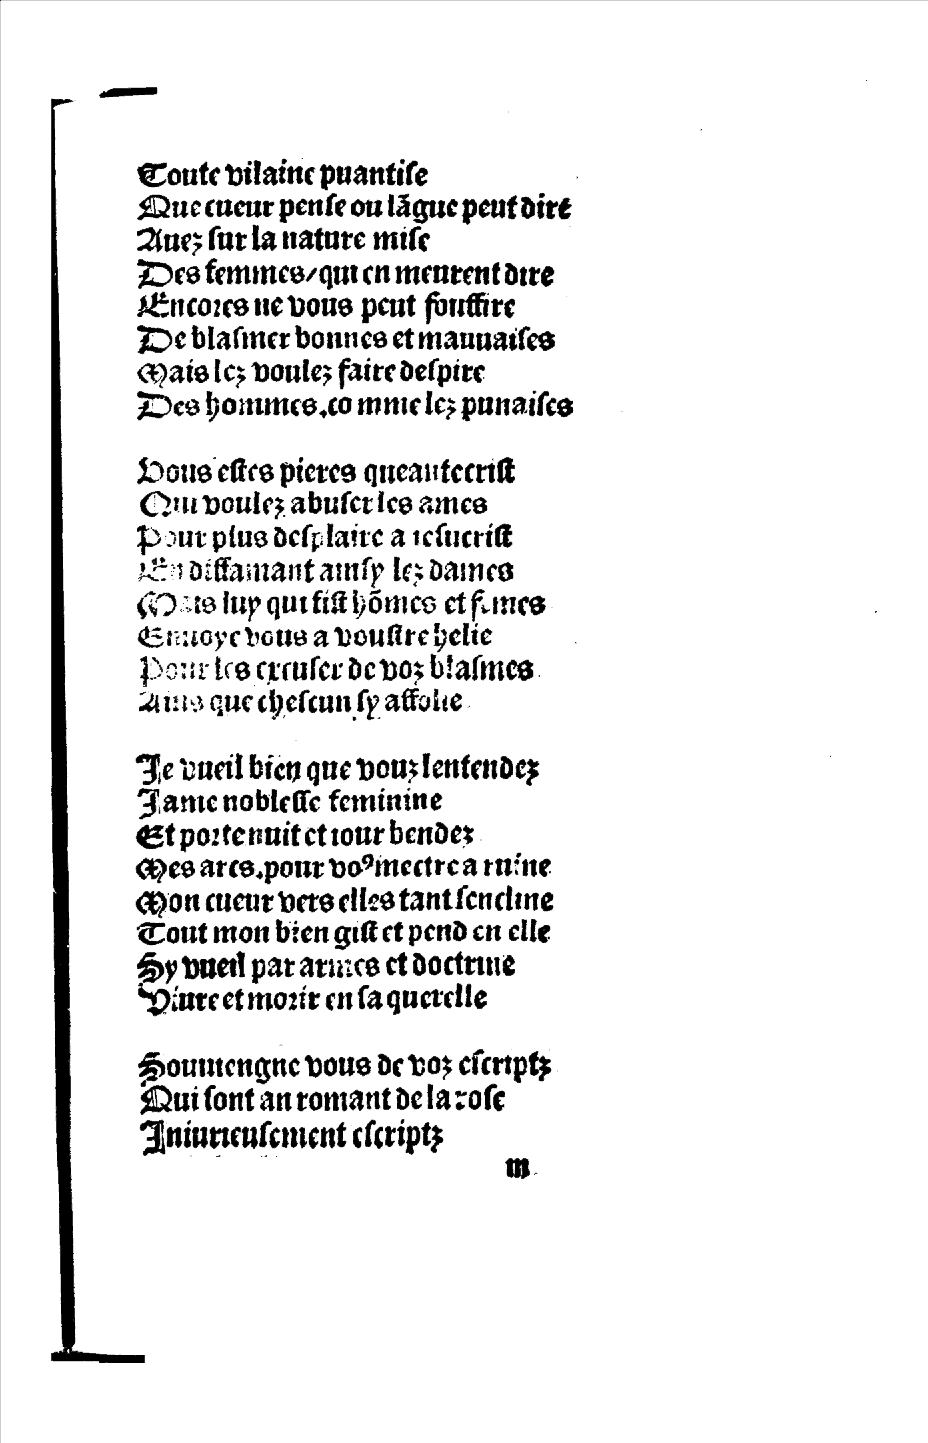 Toute vilaine puantiſe
Que cueur penſe ou lãgue peut dire
Auez ſur la nature miſe
Des femmes/qui en meurent dire
Encores ne vous peut ſouffire
De blaſmer bonnes et mauuaiſes
Mais lez voulez faire deſpire
Des hommes.co mme lez punaiſes
Vous eſtes pieres queantecriſt
Qui voulez abuſer les ames
Pour plus deſplaire a ieſucriſt
En diffamant ainſy lez dames
Mais luy qui fiſt hõmes et fẽmes
Enuoye vous a vouſtre helie
Pour les excuſer de voz blaſmes
Ains que cheſcun ſy affolie
Je vueil bien que vouz lentendez
Jame nobleſſe feminine
Et porte nuit et iour bendez
Mes arcs.pour voꝰ mectre a ruine
Mon cueur vers elles tant ſencline
Tout mon bien giſt et pend en elle
Sy vueil par armes et doctrine
Viure et morir en ſa querelle
Souuiengne vous de voz eſcriptz
Qui ſont an romant de la roſe
Iniurieuſement eſcriptz
m